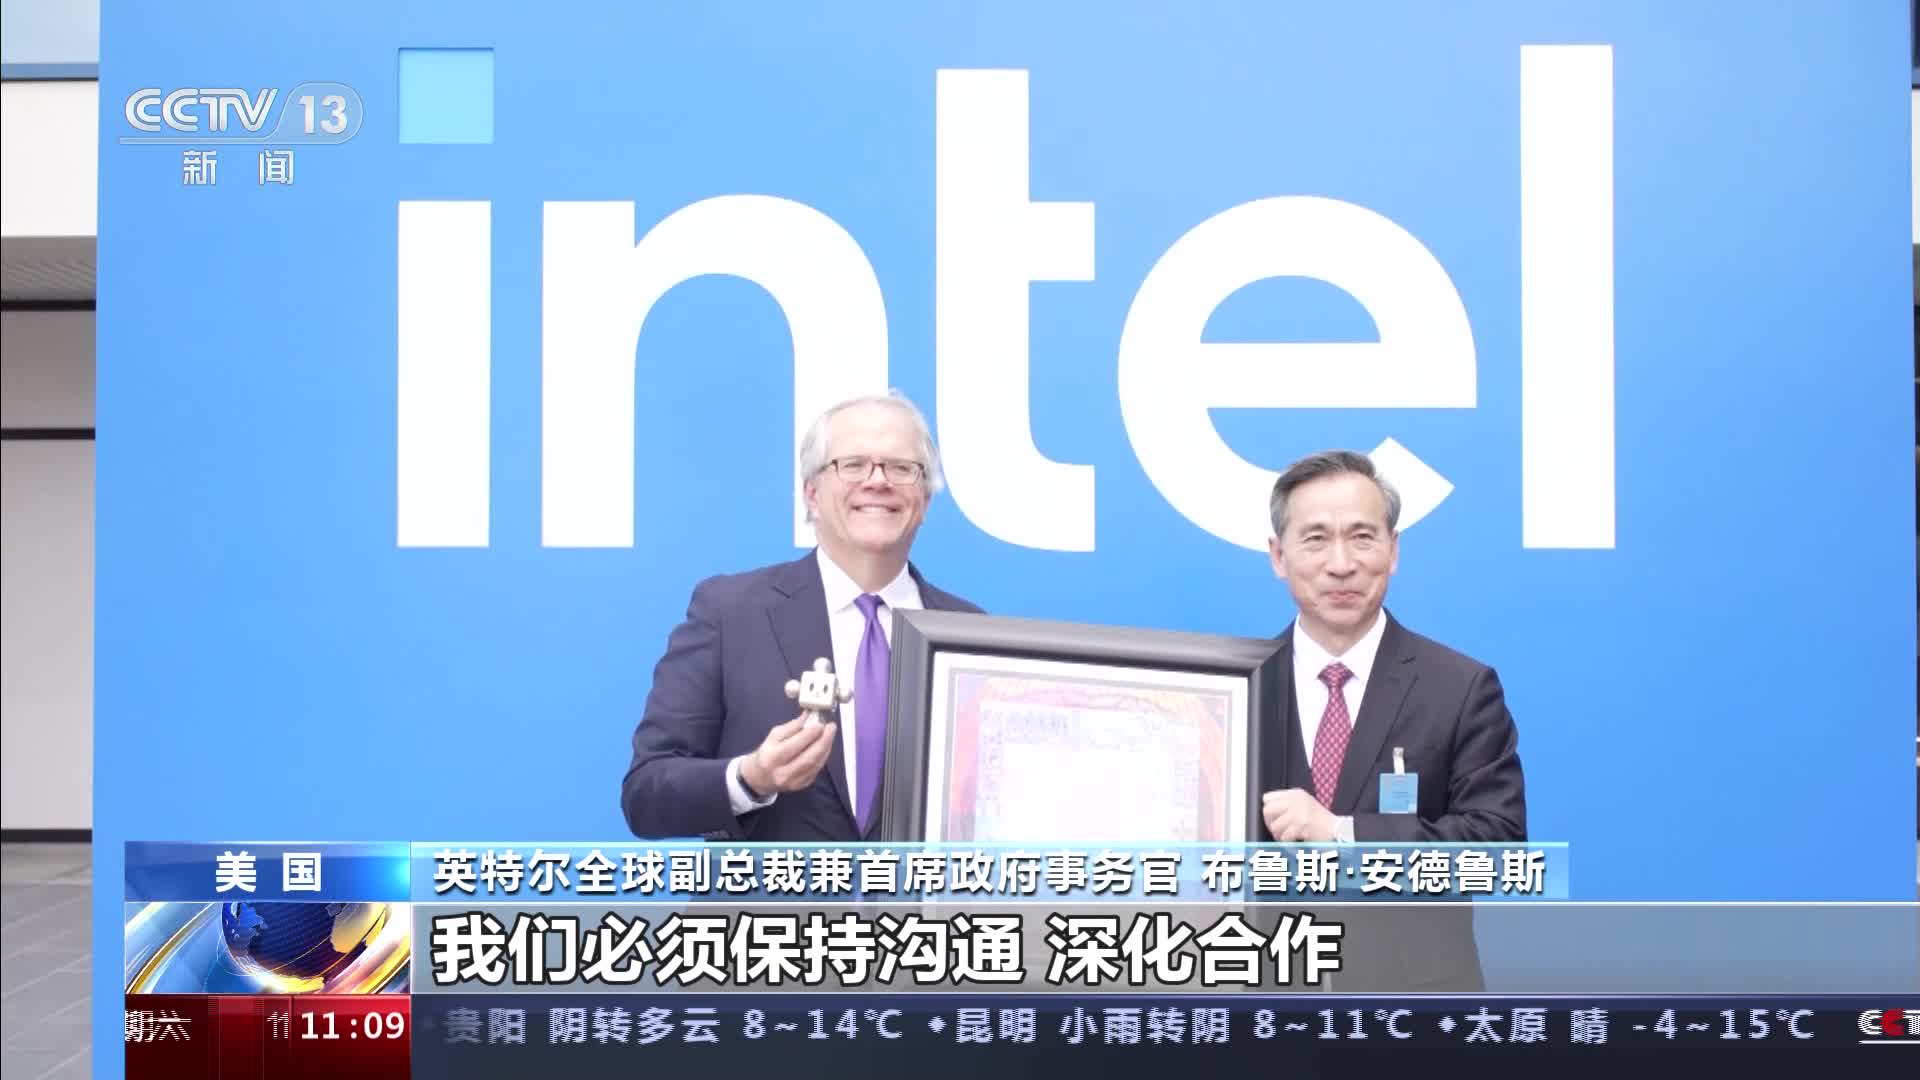 intel
CCTV 13
新闻
美国
英特尔全球副总裁兼首席政府事务官 布鲁斯·安德鲁斯
我们必须保持沟通 深化合作
11:09
贵阳 阴转多云 8~14℃ 昆明 小雨转阴 8~11℃ 太原 晴 -4~15℃